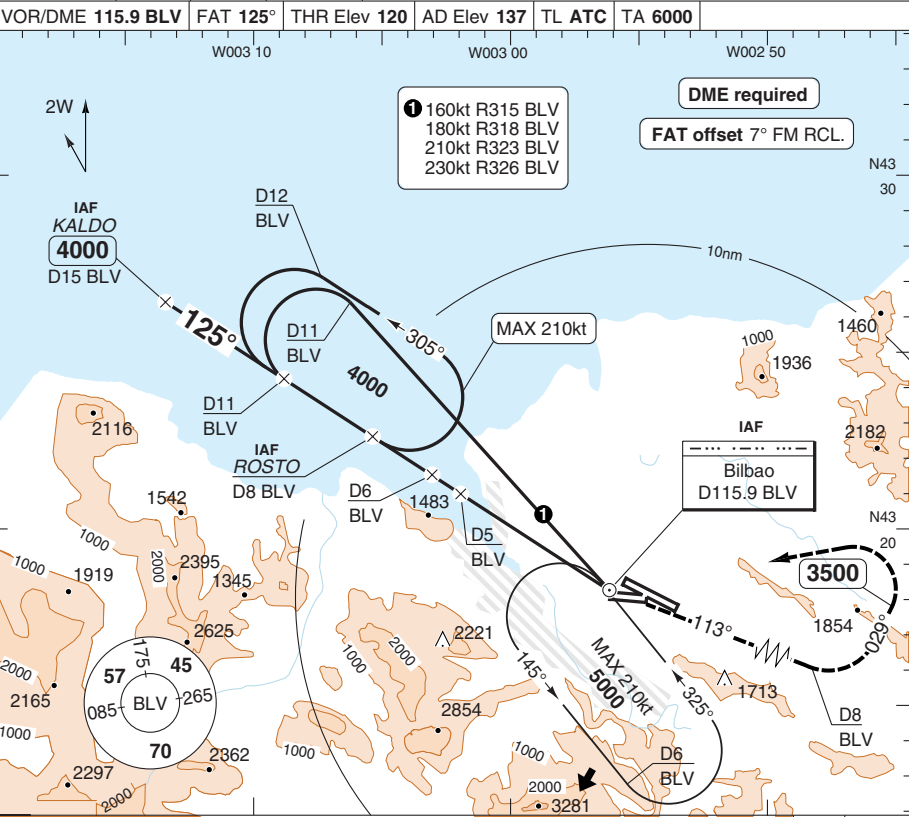 VOR/DME 115.9 BLV FAT 125° THR Elev 120 AD Elev 137 TL ATC TA 6000
W003 10
W003 00
W002 50
2W
❶ 160kt R315 BLV
180kt R318 BLV
210kt R323 BLV
230kt R326 BLV
DME required
FAT offset 7° FM RCL.
N43
30
IAF
KALDO
4000
D15 BLV
D12
BLV
10nm
125°
D11
BLV
305°
MAX 210kt
1460
1000
1936
4000
D11
BLV
2116
IAF
ROSTO
D8 BLV
IAF
Bilbao
D115.9 BLV
2182
D6
BLV
1483
1542
❶
N43
20
D5
BLV
1000
2000
2395
1000
1919
1345
3500
1854
029°
113°
2625
2221
1000
2000
MAX 210kt
5000
145°
325°
1713
175
57
45
085
BLV
265
70
2000
2165
1000
2854
D8
BLV
1000
1000
D6
BLV
2362
2297
2000
2000
3281